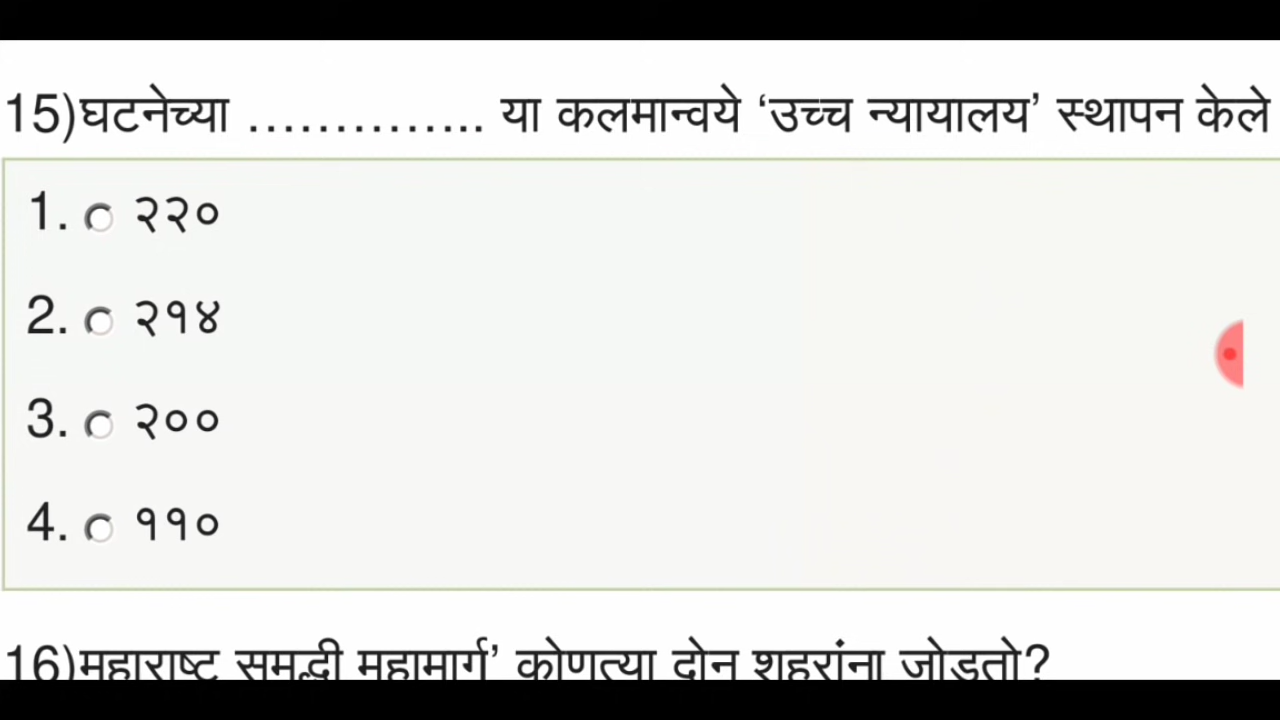 15)घटनेच्या .............. या कलमान्वये ‘उच्च न्यायालय’ स्थापन केले
1. २२०
2. २१४
3. २००
4. ११०
16)महाराष्ट समृद्धी महामार्ग’ कोणत्या दोन शहरांना जोडतो?